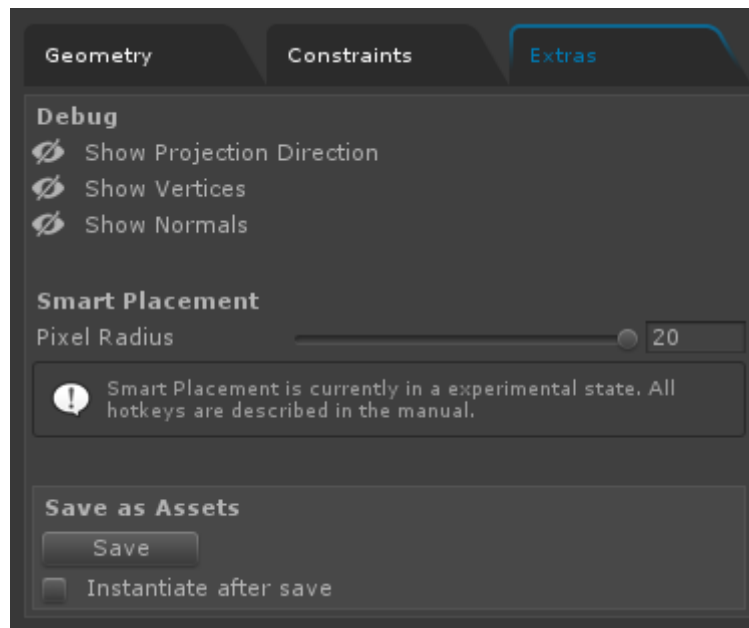 Geometry
Constraints
Extras
Debug
Show Projection Direction
Show Vertices
Show Normals
Smart Placement
Pixel Radius
20
Smart Placement is currently in a experimental state. All
hotkeys are described in the manual.
Save as Assets
Save
Instantiate after save